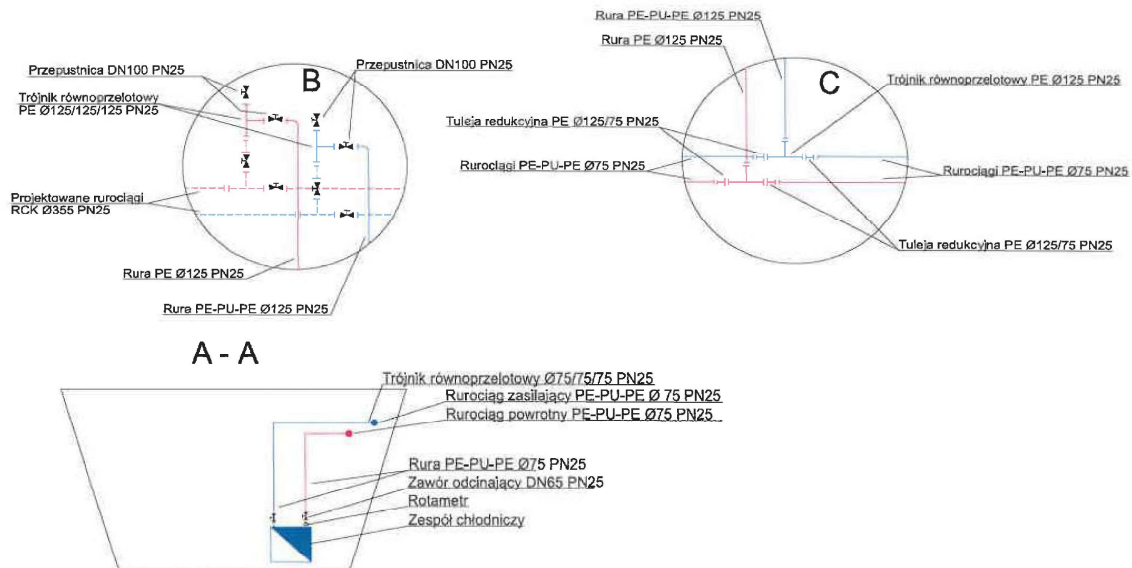 B
Przepustnica DN100 PN25
Przepustnica DN100 PN25
Trójnik równoprzelotowy
PE Ø125/125/125 PN25
Projektowane rurociągi
RCK Ø355 PN25
Rura PE Ø125 PN25
Rura PE-PU-PE Ø125 PN25
C
Rura PE-PU-PE Ø125 PN25
Rura PE Ø125 PN25
Trójnik równoprzelotowy PE Ø125 PN25
Tuleja redukcyjna PE Ø125/75 PN25
Rurociągi PE-PU-PE Ø75 PN25
Rurociągi PE-PU-PE Ø75 PN25
Tuleja redukcyjna PE Ø125/75 PN25
A - A
Trójnik równoprzelotowy Ø75/75/75 PN25
Rurociąg zasilający PE-PU-PE Ø 75 PN25
Rurociąg powrotny PE-PU-PE Ø75 PN25
Rura PE-PU-PE Ø75 PN25
Zawór odcinający DN65 PN25
Rotametr
Zespół chłodniczy